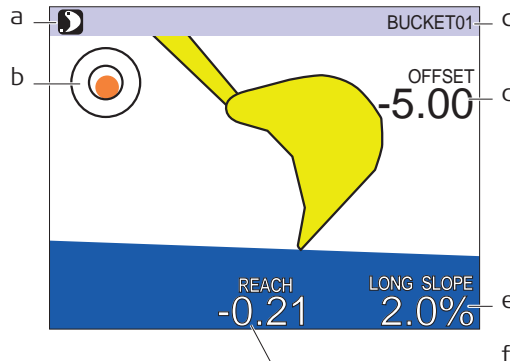 a
BUCKET01
b
OFFSET
-5.00
REACH
LONG SLOPE
-0.21
2.0%
e
f